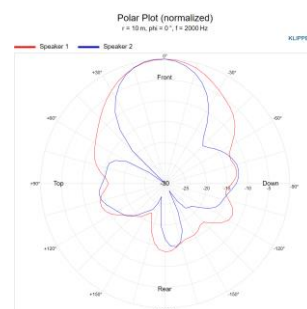 Polar Plot (normalized)
r = 10 m, phi = 0°, f = 2000 Hz
KLIPPEL
Speaker 1 Speaker 2
0°
+30° -30°
Front
+60° -60°
+90° Top -30 -25 -20 -15 -10 -5 Down -90°
+120° -120°
Rear
+150° -150°